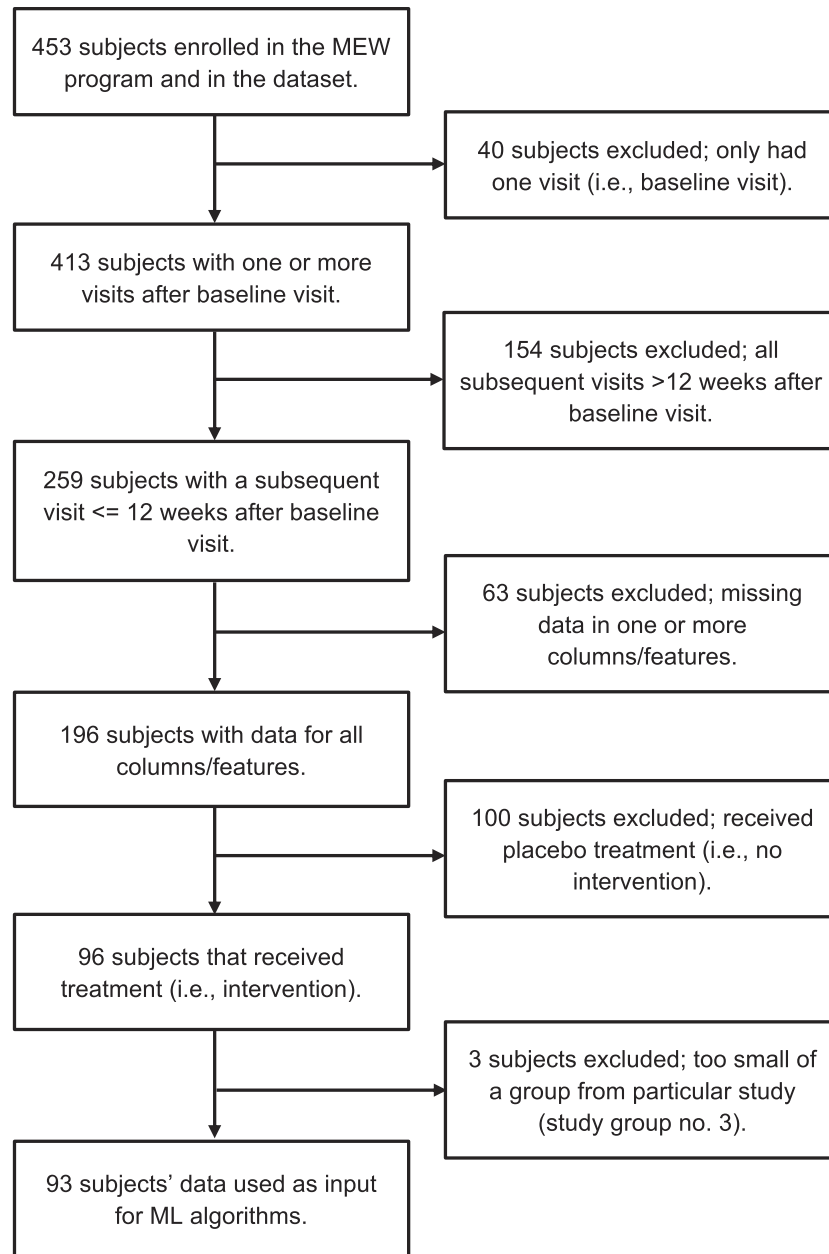 453 subjects enrolled in the MEW
program and in the dataset.
40 subjects excluded; only had
one visit (i.e., baseline visit).
413 subjects with one or more
visits after baseline visit.
154 subjects excluded; all
subsequent visits >12 weeks after
baseline visit.
259 subjects with a subsequent
visit <= 12 weeks after baseline
visit.
63 subjects excluded; missing
data in one or more
columns/features.
196 subjects with data for all
columns/features.
100 subjects excluded; received
placebo treatment (i.e., no
intervention).
96 subjects that received
treatment (i.e., intervention).
3 subjects excluded; too small of
a group from particular study
(study group no. 3).
93 subjects’ data used as input
for ML algorithms.